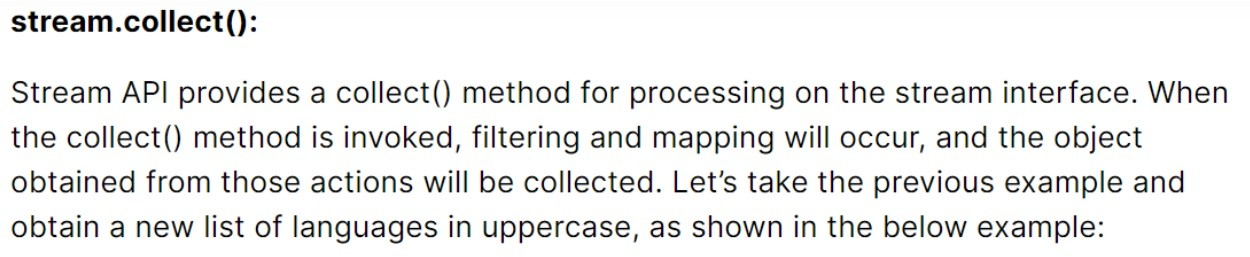 stream.collect():
Stream API provides a collect() method for processing on the stream interface. When
the collect() method is invoked, filtering and mapping will occur, and the object
obtained from those actions will be collected. Let’s take the previous example and
obtain a new list of languages in uppercase, as shown in the below example: